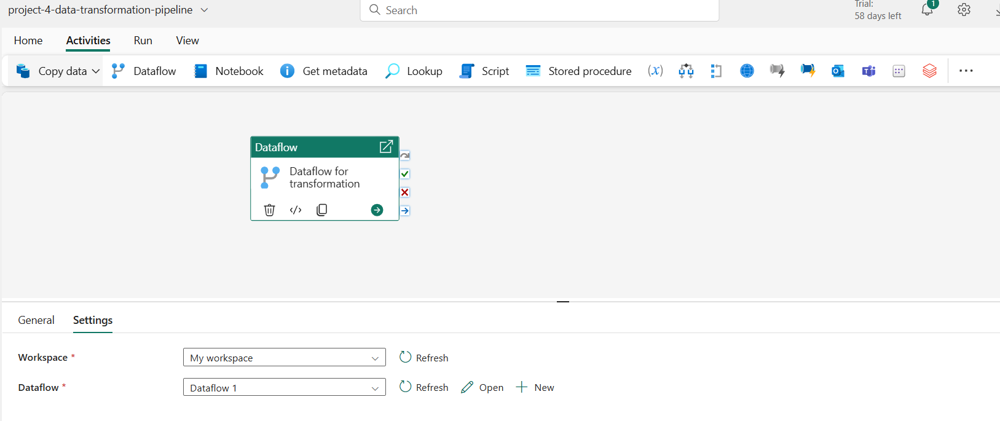 project-4-data-transformation-pipeline
Search
Trial:
58 days left
1
Home Activities Run View
Copy data Dataflow Notebook Get metadata Lookup Script Stored procedure (x)
Dataflow
Dataflow for
transformation
General Settings
Workspace * My workspace Refresh
Dataflow * Dataflow 1 Refresh Open New